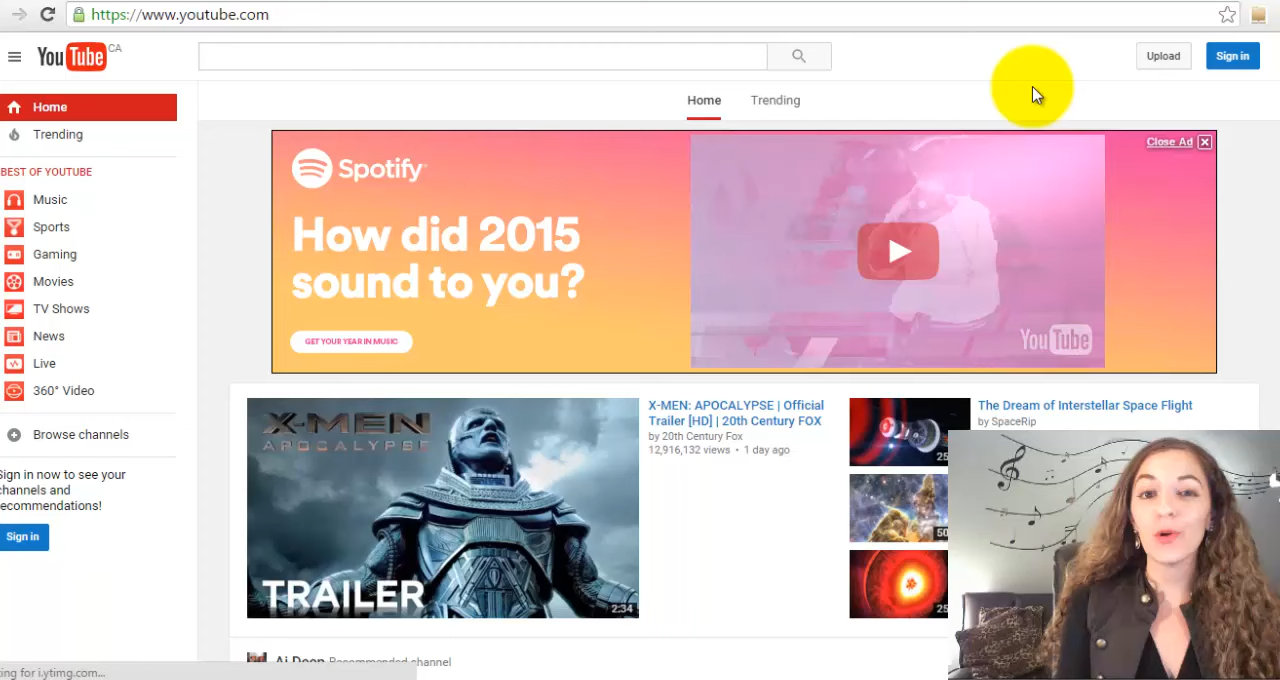 https://www.youtube.com
YouTube CA
Upload
Sign in
Home
Trending
Home
Trending
BEST OF YOUTUBE
Music
Sports
Gaming
Movies
TV Shows
News
Live
360° Video
Browse channels
Sign in now to see your
channels and
recommendations!
Sign in
Close Ad
Spotify
How did 2015
sound to you?
GET YOUR YEAR IN MUSIC
YouTube
X-MEN
APOCALYPSE
TRAILER
2:34
X-MEN: APOCALYPSE | Official
Trailer [HD] | 20th Century FOX
by 20th Century Fox
12,916,132 views • 1 day ago
The Dream of Interstellar Space Flight
by SpaceRip
25
50
25
Recommended channel
for i.ytimg.com...